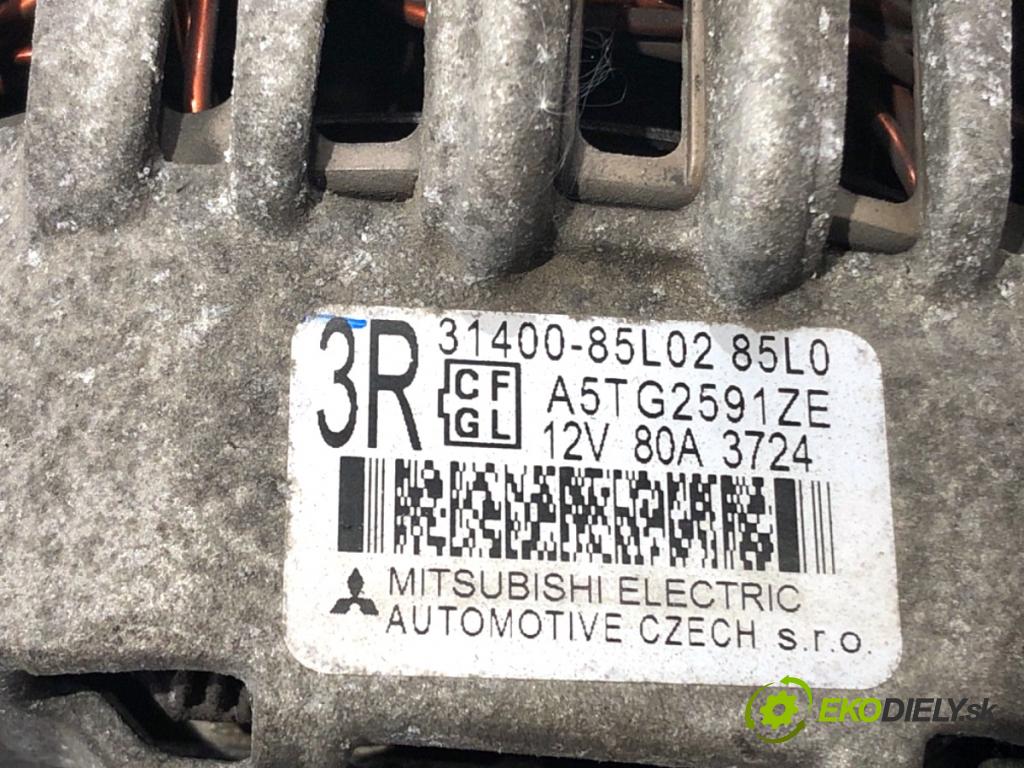 3R 31400-85L02 85L0
CF
GL
A5TG2591ZE
12V 80A 3724
MITSUBISHI ELECTRIC
AUTOMOTIVE CZECH s.r.o.
EKODIELY.sk